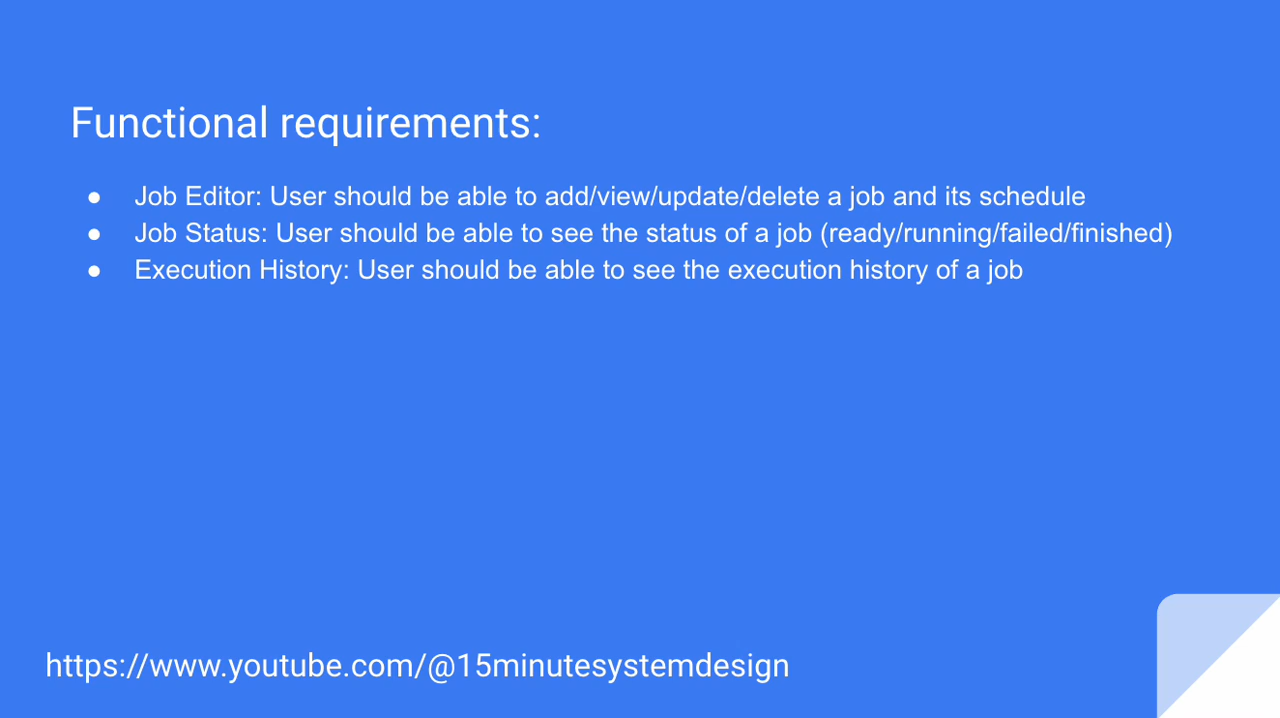 Functional requirements:
● Job Editor: User should be able to add/view/update/delete a job and its schedule
● Job Status: User should be able to see the status of a job (ready/running/failed/finished)
● Execution History: User should be able to see the execution history of a job
https://www.youtube.com/@15minutesystemdesign